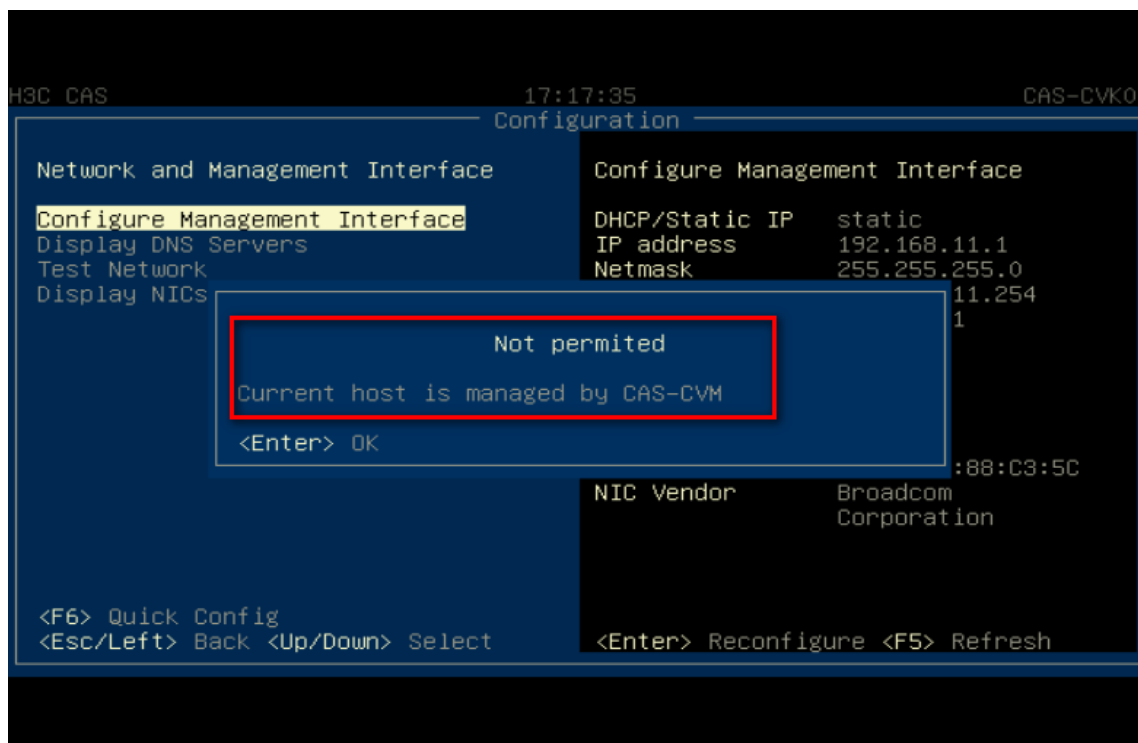 H3C CAS 17:17:35 CAS-CVK0
Configuration
Network and Management Interface
Configure Management Interface
Display DNS Servers
Test Network
Display NICs
Configure Management Interface
DHCP/Static IP static
IP address 192.168.11.1
Netmask 255.255.255.0
11.254
1
Not permited
Current host is managed by CAS-CVM
<Enter> OK
:88:C3:5C
NIC Vendor Broadcom
Corporation
<F6> Quick Config
<Esc/Left> Back <Up/Down> Select
<Enter> Reconfigure <F5> Refresh